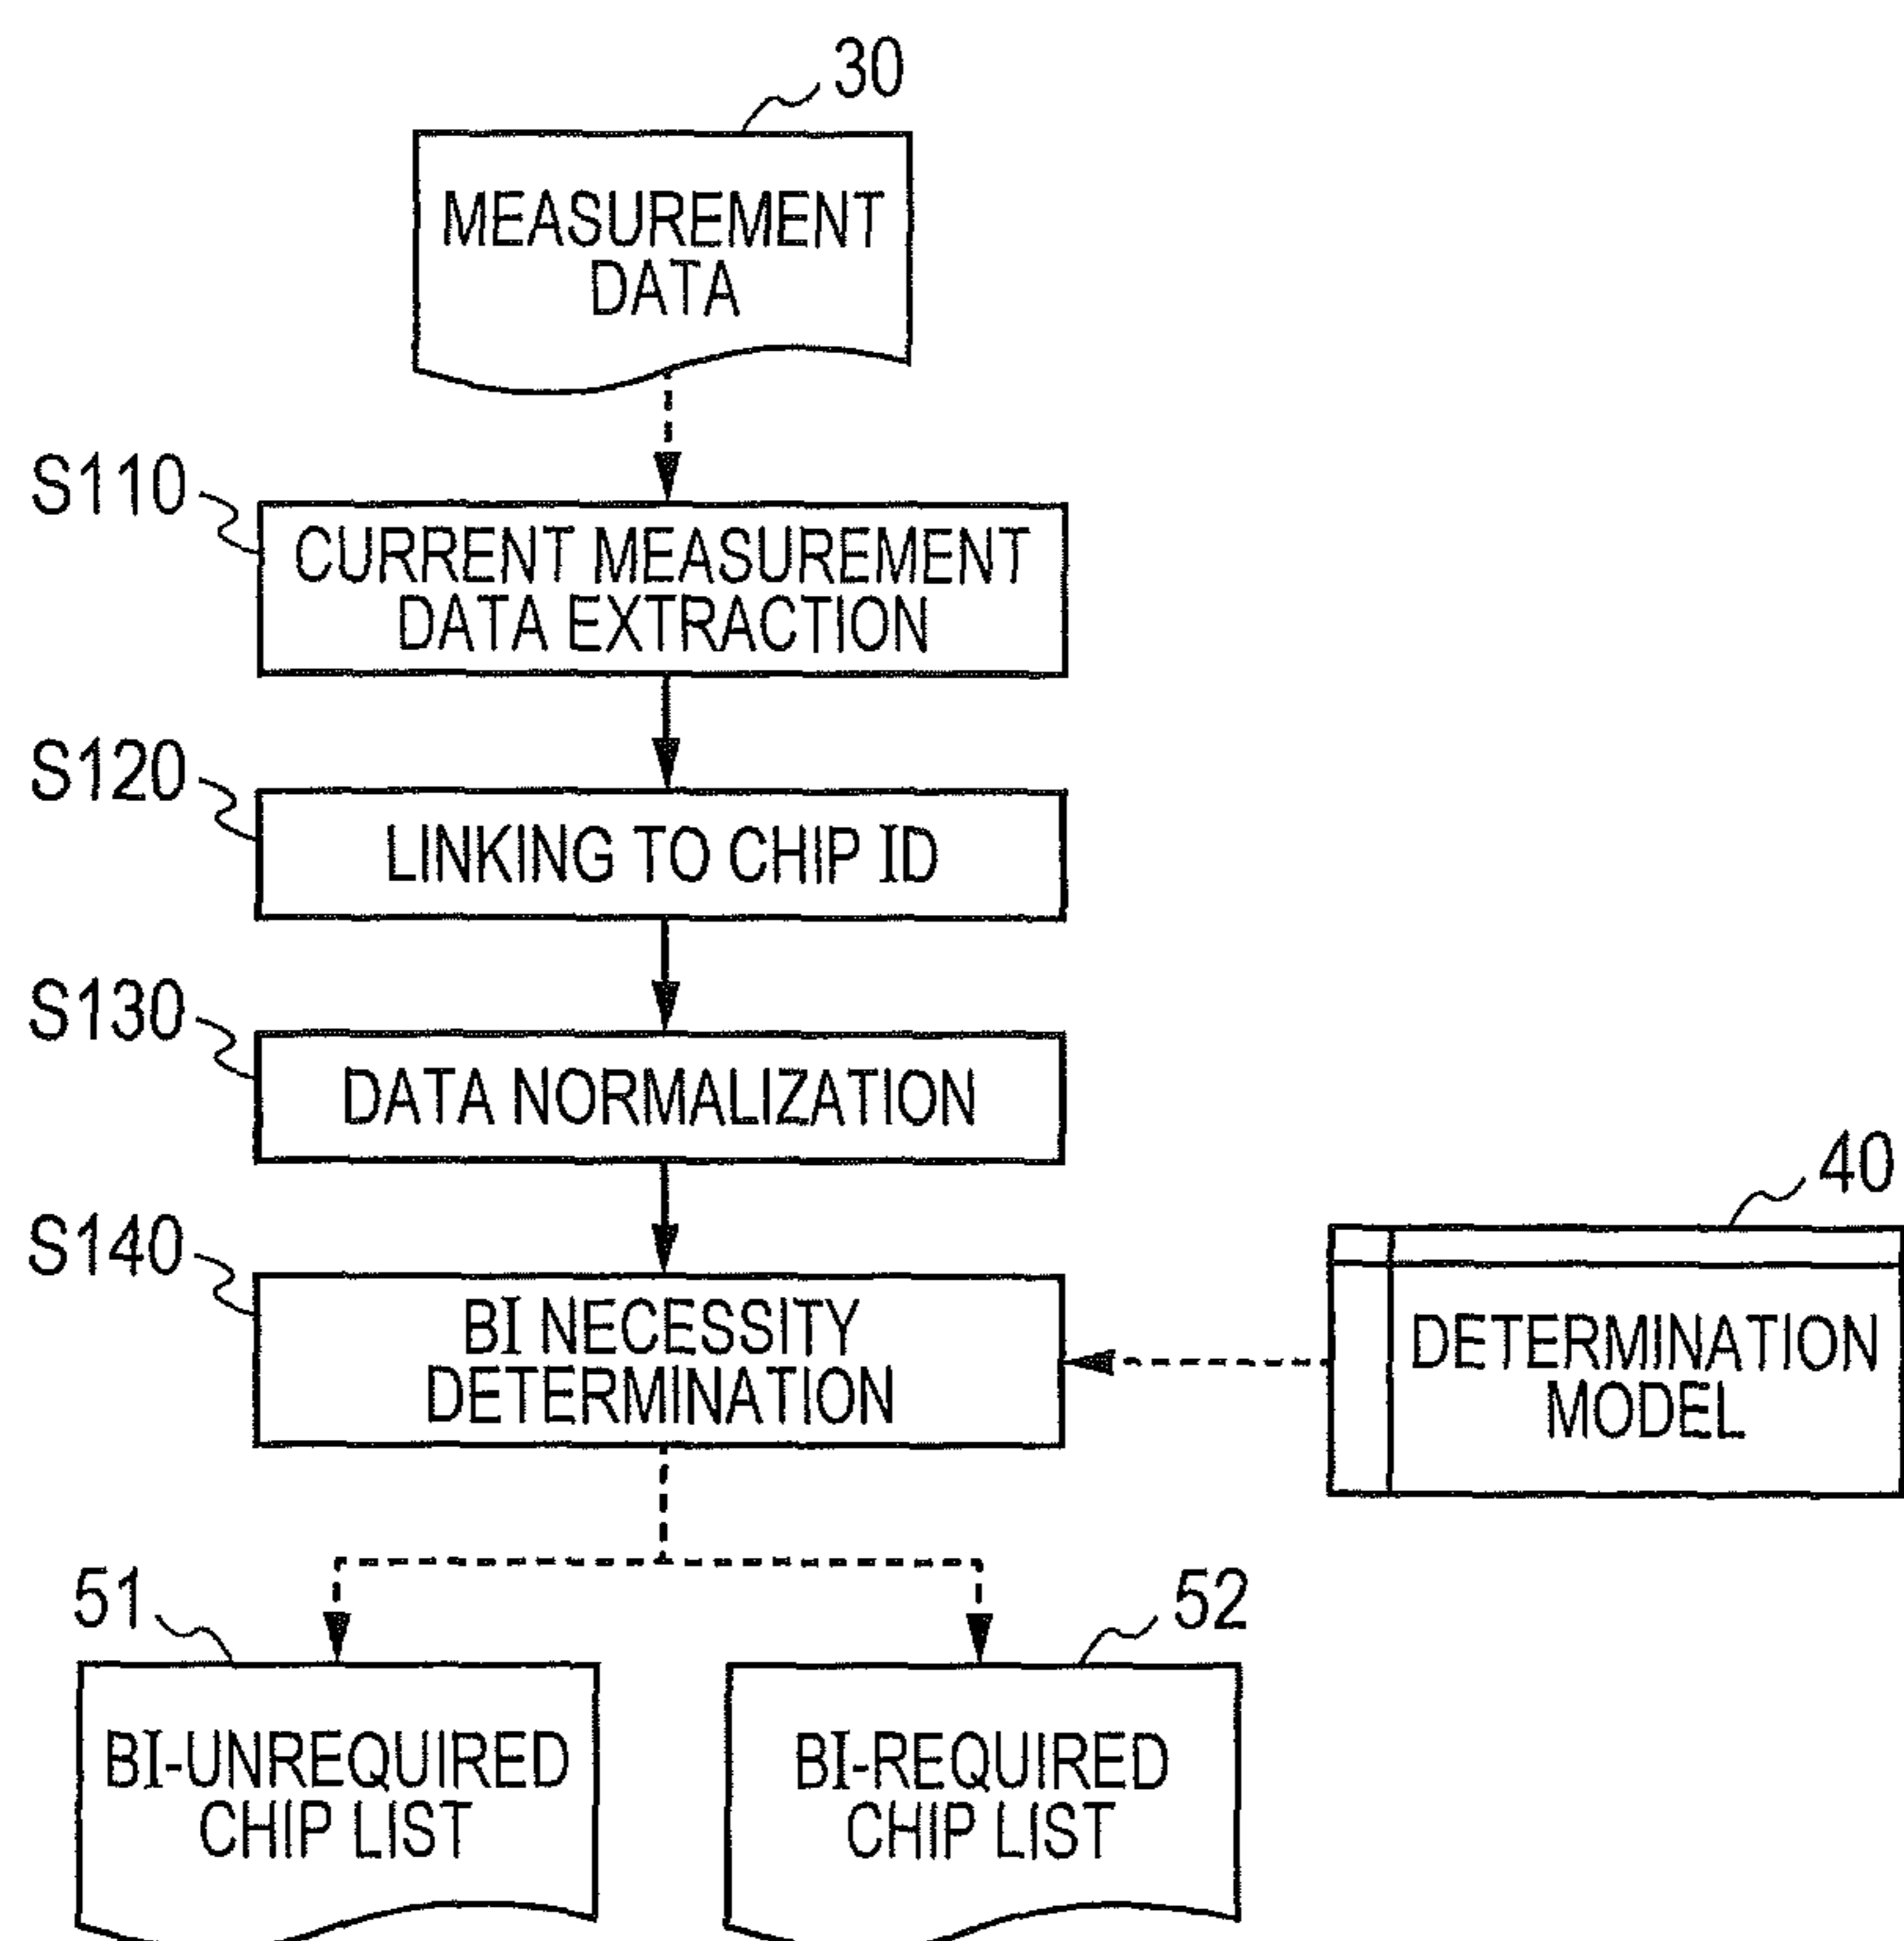 30
MEASUREMENT
DATA
S110
CURRENT MEASUREMENT
DATA EXTRACTION
S120
LINKING TO CHIP ID
S130
DATA NORMALIZATION
S140
BI NECESSITY
DETERMINATION
40
DETERMINATION
MODEL
51
BI-UNREQUIRED
CHIP LIST
52
BI-REQUIRED
CHIP LIST